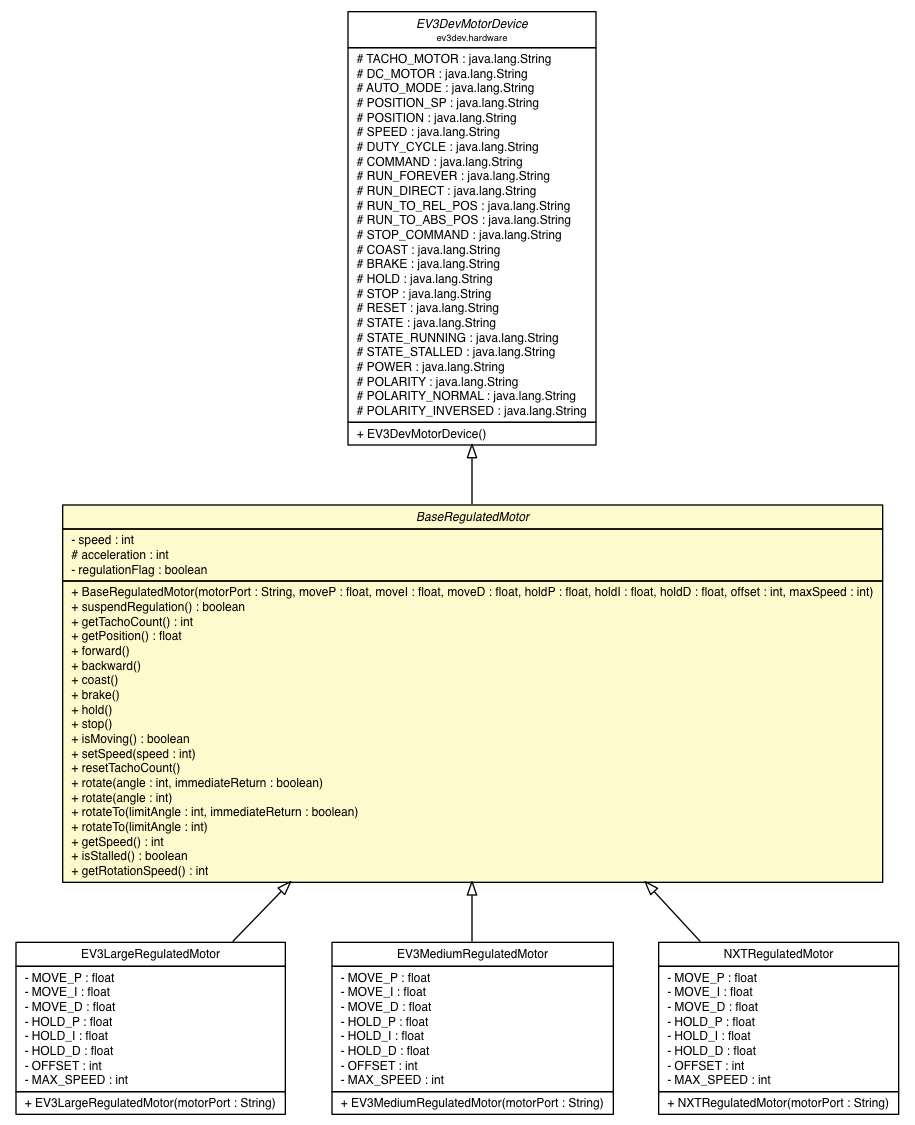 EV3DevMotorDevice
ev3dev.hardware
# TACHO_MOTOR : java.lang.String
# DC_MOTOR : java.lang.String
# AUTO_MODE : java.lang.String
# POSITION_SP : java.lang.String
# POSITION : java.lang.String
# SPEED : java.lang.String
# DUTY_CYCLE : java.lang.String
# COMMAND : java.lang.String
# RUN_FOREVER : java.lang.String
# RUN_DIRECT : java.lang.String
# RUN_TO_REL_POS : java.lang.String
# RUN_TO_ABS_POS : java.lang.String
# STOP_COMMAND : java.lang.String
# COAST : java.lang.String
# BRAKE : java.lang.String
# HOLD : java.lang.String
# STOP : java.lang.String
# RESET : java.lang.String
# STATE : java.lang.String
# STATE_RUNNING : java.lang.String
# STATE_STALLED : java.lang.String
# POWER : java.lang.String
# POLARITY : java.lang.String
# POLARITY_NORMAL : java.lang.String
# POLARITY_INVERSED : java.lang.String
+ EV3DevMotorDevice()
BaseRegulatedMotor
- speed : int
# acceleration : int
- regulationFlag : boolean
+ BaseRegulatedMotor(motorPort : String, moveP : float, moveI : float, moveD : float, holdP : float, holdI : float, holdD : float, offset : int, maxSpeed : int)
+ suspendRegulation() : boolean
+ getTachoCount() : int
+ getPosition() : float
+ forward()
+ backward()
+ coast()
+ brake()
+ hold()
+ stop()
+ isMoving() : boolean
+ setSpeed(speed : int)
+ resetTachoCount()
+ rotate(angle : int, immediateReturn : boolean)
+ rotate(angle : int)
+ rotateTo(limitAngle : int, immediateReturn : boolean)
+ rotateTo(limitAngle : int)
+ getSpeed() : int
+ isStalled() : boolean
+ getRotationSpeed() : int
EV3LargeRegulatedMotor
- MOVE_P : float
- MOVE_I : float
- MOVE_D : float
- HOLD_P : float
- HOLD_I : float
- HOLD_D : float
- OFFSET : int
- MAX_SPEED : int
+ EV3LargeRegulatedMotor(motorPort : String)
EV3MediumRegulatedMotor
- MOVE_P : float
- MOVE_I : float
- MOVE_D : float
- HOLD_P : float
- HOLD_I : float
- HOLD_D : float
- OFFSET : int
- MAX_SPEED : int
+ EV3MediumRegulatedMotor(motorPort : String)
NXTRegulatedMotor
- MOVE_P : float
- MOVE_I : float
- MOVE_D : float
- HOLD_P : float
- HOLD_I : float
- HOLD_D : float
- OFFSET : int
- MAX_SPEED : int
+ NXTRegulatedMotor(motorPort : String)